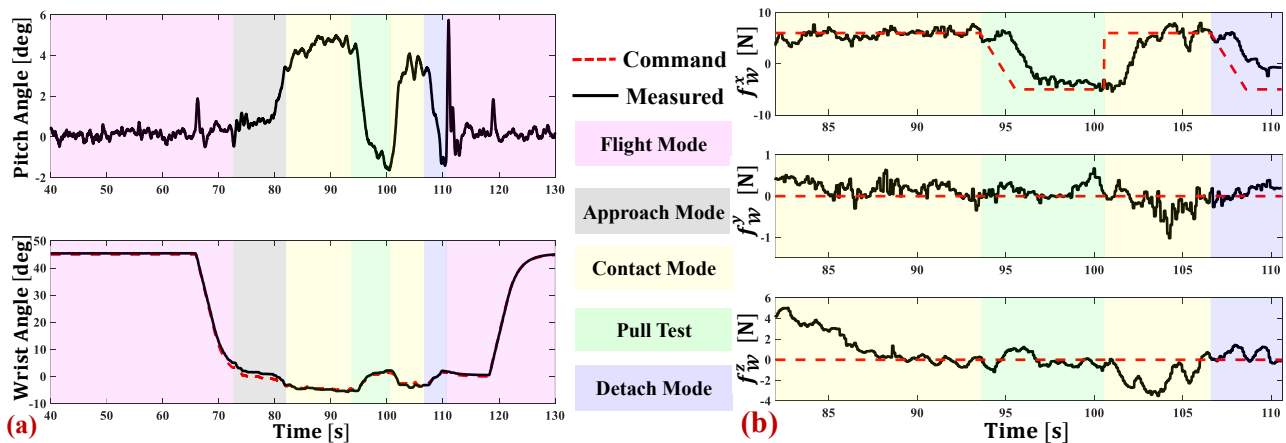 Pitch Angle [deg]
6
4
2
0
-2
40 50 60 70 80 90 100 110 120 130
Wrist Angle [deg]
50
40
30
20
10
0
-10
40 50 60 70 80 90 100 110 120 130
Time [s]
(a)
Command
Measured
Flight Mode
Approach Mode
Contact Mode
Pull Test
Detach Mode
f_W^x [N]
10
0
-10
85 90 95 100 105 110
f_W^y [N]
1
0
-1
85 90 95 100 105 110
f_W^z [N]
6
4
2
0
-2
-4
85 90 95 100 105 110
Time [s]
(b)